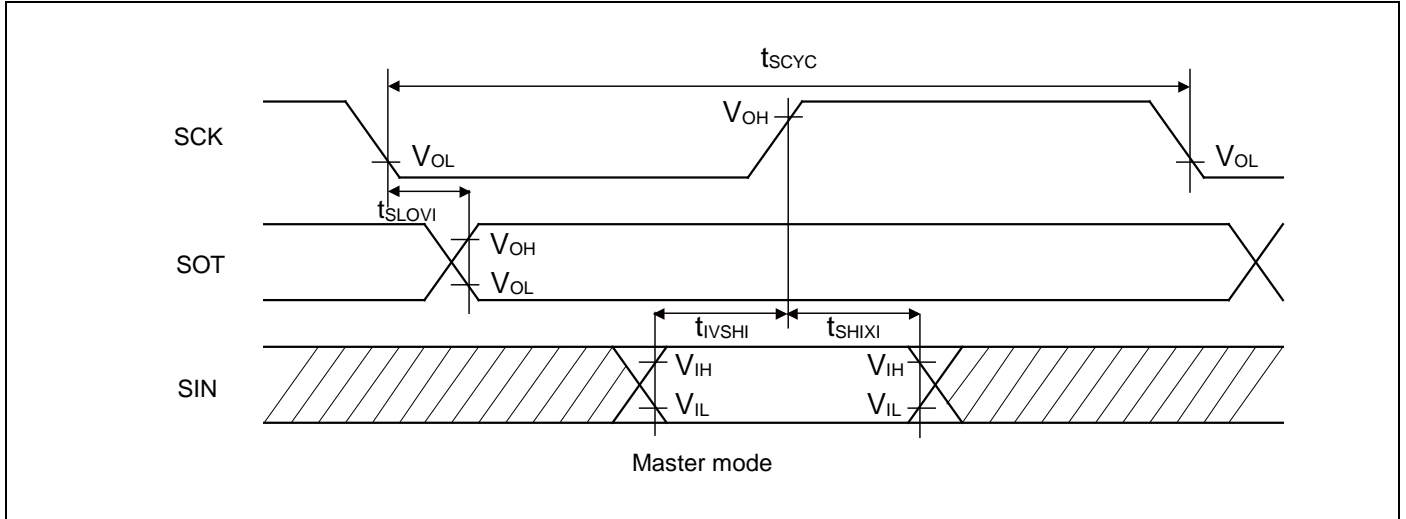 tSCYC
SCK
VOH
VOL
VOL
tSLOVI
SOT
VOH
VOL
tIVSHI
tSHIXI
SIN
VIH
VIH
VIL
VIL
Master mode